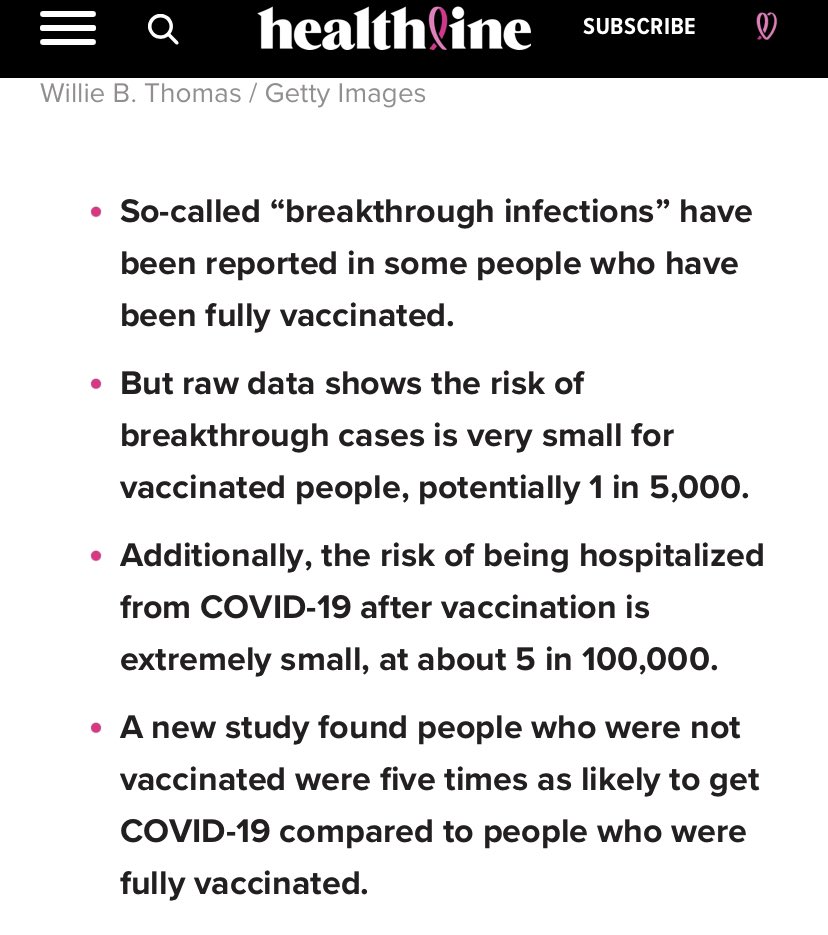 healthline SUBSCRIBE
Willie B. Thomas / Getty Images
• So-called “breakthrough infections” have
been reported in some people who have
been fully vaccinated.
• But raw data shows the risk of
breakthrough cases is very small for
vaccinated people, potentially 1 in 5,000.
• Additionally, the risk of being hospitalized
from COVID-19 after vaccination is
extremely small, at about 5 in 100,000.
• A new study found people who were not
vaccinated were five times as likely to get
COVID-19 compared to people who were
fully vaccinated.